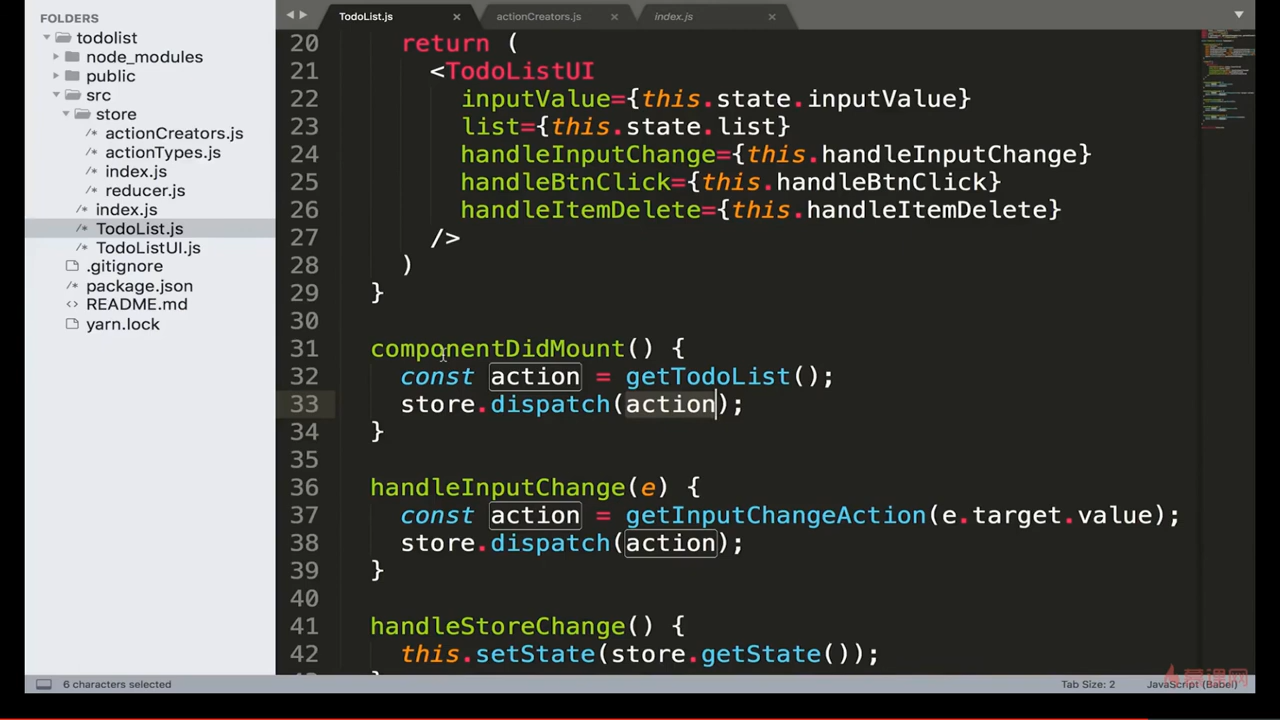 FOLDERS
todolist
node_modules
public
src
store
actionCreators.js
actionTypes.js
index.js
reducer.js
index.js
TodoList.js
TodoListUI.js
.gitignore
package.json
README.md
yarn.lock
TodoList.js
actionCreators.js
index.js
20 return (
21 <TodoListUI
22 inputValue={this.state.inputValue}
23 list={this.state.list}
24 handleInputChange={this.handleInputChange}
25 handleBtnClick={this.handleBtnClick}
26 handleItemDelete={this.handleItemDelete}
27 />
28 )
29 }
30
31 componentDidMount() {
32 const action = getTodoList();
33 store.dispatch(action);
34 }
35
36 handleInputChange(e) {
37 const action = getInputChangeAction(e.target.value);
38 store.dispatch(action);
39 }
40
41 handleStoreChange() {
42 this.setState(store.getState());
6 characters selected
Tab Size: 2
JavaScript (Babel)
慕课网